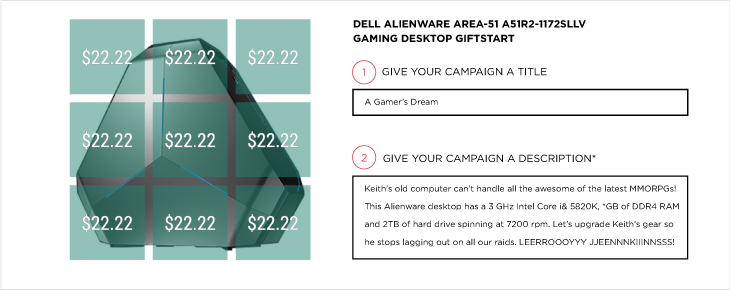 DELL ALIENWARE AREA-51 A51R2-1172SLLV
GAMING DESKTOP GIFTSTART
$22.22 $22.22 $22.22
$22.22 $22.22 $22.22
$22.22 $22.22 $22.22
1 GIVE YOUR CAMPAIGN A TITLE
A Gamer's Dream
2 GIVE YOUR CAMPAIGN A DESCRIPTION*
Keith's old computer can't handle all the awesome of the latest MMORPGs!
This Alienware desktop has a 3 GHz Intel Core i& 5820K, *GB of DDR4 RAM
and 2TB of hard drive spinning at 7200 rpm. Let's upgrade Keith's gear so
he stops lagging out on all our raids. LEERROOOYYY JJEENNNKIIINNSSS!